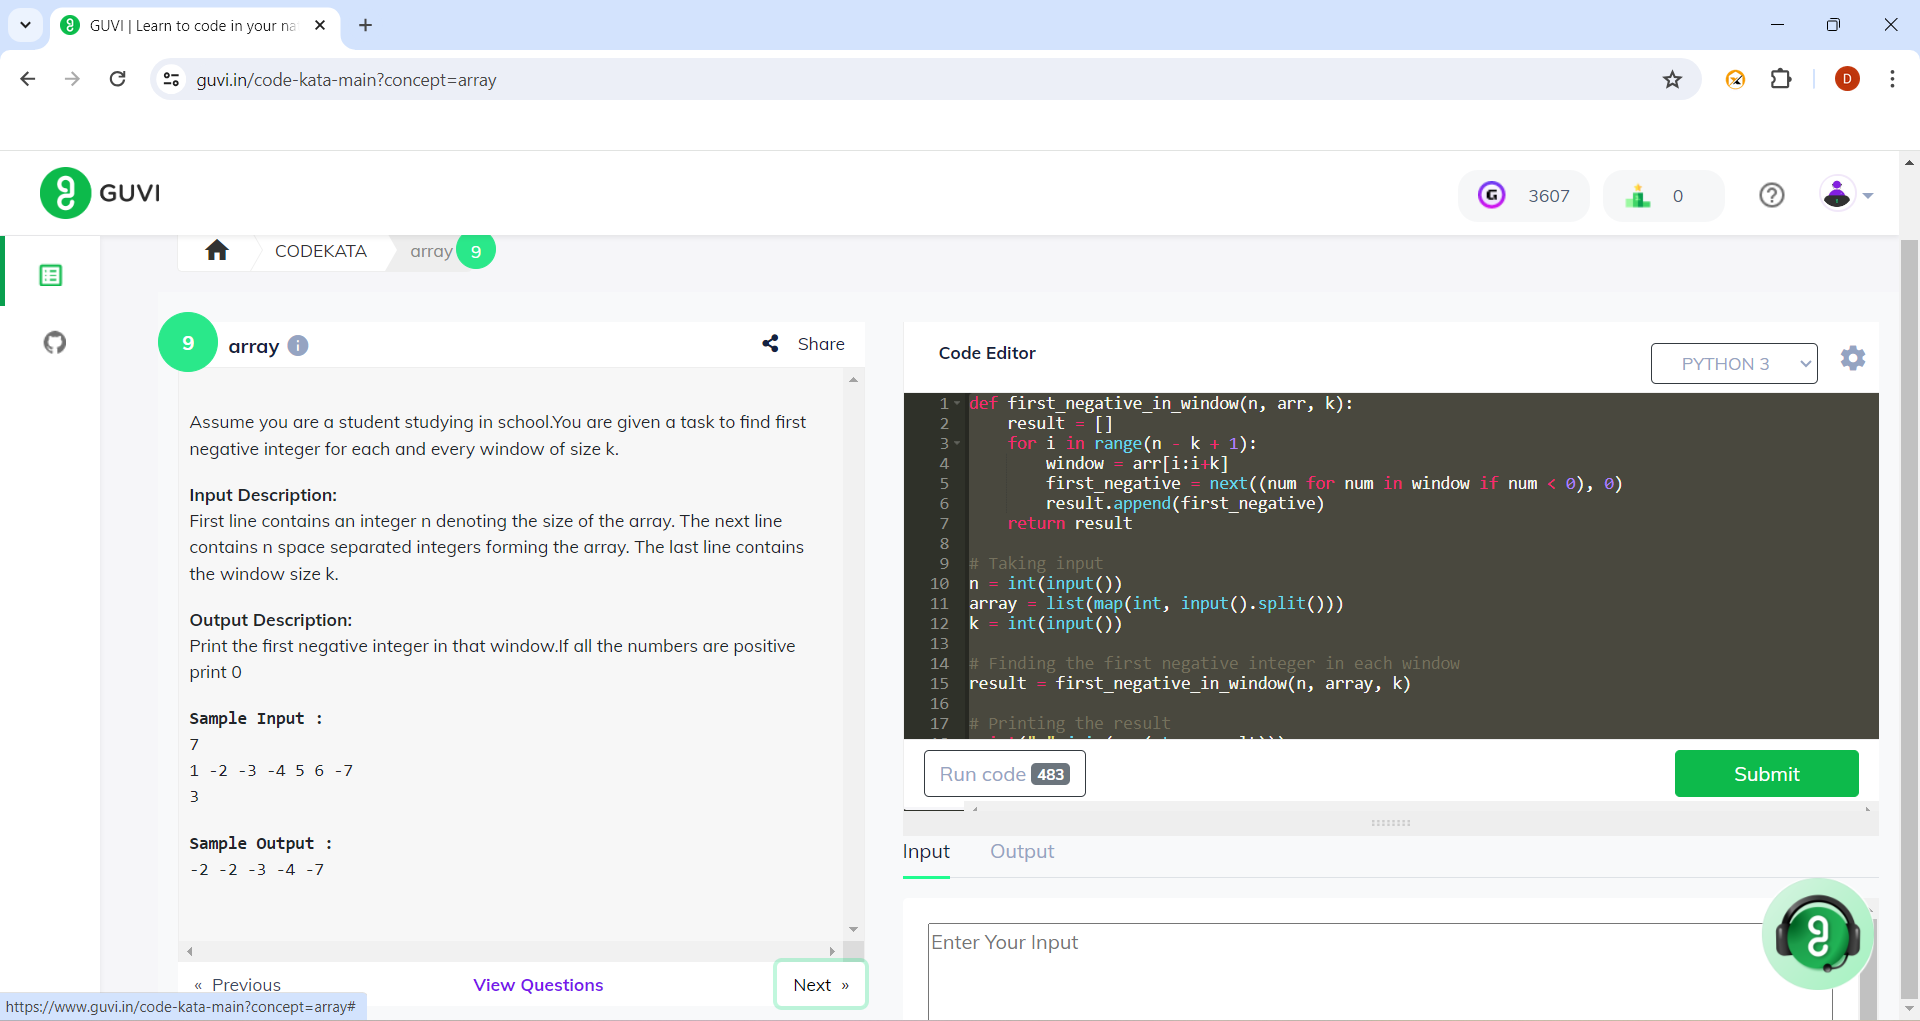 GUVI | Learn to code in your na
guvi.in/code-kata-main?concept=array
D
GUVI
G 3607
0
CODEKATA
array 9
9 array
Share
Assume you are a student studying in school.You are given a task to find first
negative integer for each and every window of size k.
Input Description:
First line contains an integer n denoting the size of the array. The next line
contains n space separated integers forming the array. The last line contains
the window size k.
Output Description:
Print the first negative integer in that window.If all the numbers are positive
print 0
Sample Input :
7
1 -2 -3 -4 5 6 -7
3
Sample Output :
-2 -2 -3 -4 -7
« Previous
View Questions
Next »
https://www.guvi.in/code-kata-main?concept=array#
Code Editor
PYTHON 3
1 def first_negative_in_window(n, arr, k):
2     result = []
3     for i in range(n - k + 1):
4         window = arr[i:i+k]
5         first_negative = next((num for num in window if num < 0), 0)
6         result.append(first_negative)
7     return result
8
9 # Taking input
10 n = int(input())
11 array = list(map(int, input().split()))
12 k = int(input())
13
14 # Finding the first negative integer in each window
15 result = first_negative_in_window(n, array, k)
16
17 # Printing the result
Run code 483
Submit
Input
Output
Enter Your Input